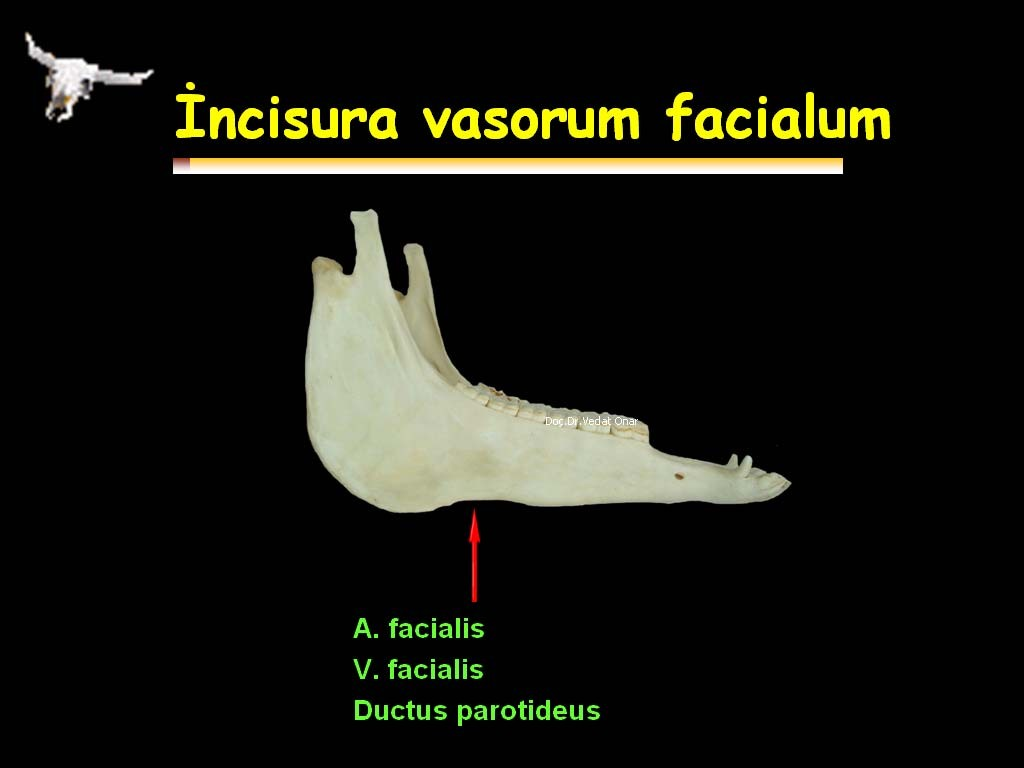 İncisura vasorum facialum
Doç.Dr.Vedat Onar
A. facialis
V. facialis
Ductus parotideus